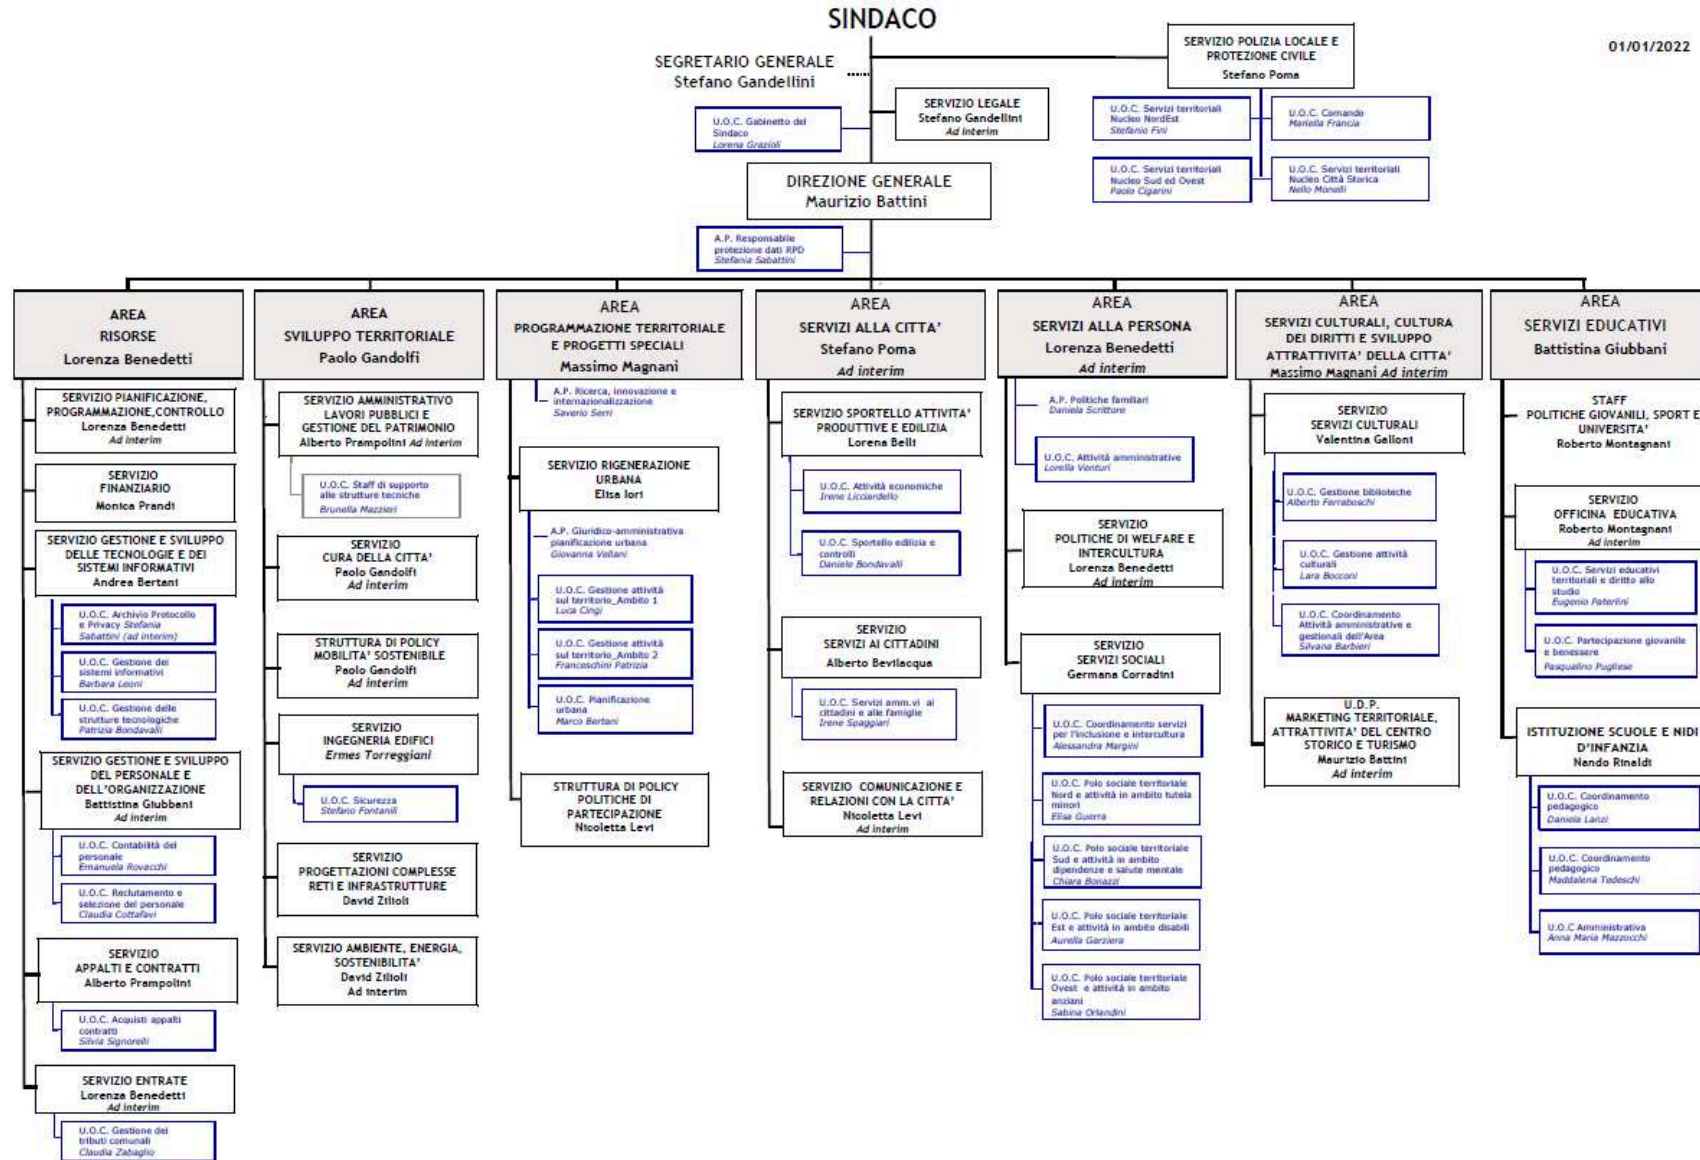 SINDACO
01/01/2022
SEGRETARIO GENERALE
Stefano Gandellini
SERVIZIO POLIZIA LOCALE E
PROTEZIONE CIVILE
Stefano Poma
SERVIZIO LEGALE
Stefano Gandellini
Ad interim
U.O.C. Gabinetto del
Sindaco
Lorena Grazioli
U.O.C. Servizi territoriali
Nucleo NordEst
Stefanio Fini
U.O.C. Comando
Mariella Francia
U.O.C. Servizi territoriali
Nucleo Sud ed Ovest
Paolo Cigarini
U.O.C. Servizi territoriali
Nucleo Città Storica
Nello Monelli
DIREZIONE GENERALE
Maurizio Battini
A.P. Responsabile
protezione dati RPD
Stefania Sabattini
AREA
RISORSE
Lorenza Benedetti
SERVIZIO PIANIFICAZIONE,
PROGRAMMAZIONE,CONTROLLO
Lorenza Benedetti
Ad interim
SERVIZIO
FINANZIARIO
Monica Prandi
SERVIZIO GESTIONE E SVILUPPO
DELLE TECNOLOGIE E DEI
SISTEMI INFORMATIVI
Andrea Bertani
U.O.C. Archivio Protocollo
e Privacy Stefania
Sabattini (ad interim)
U.O.C. Gestione dei
sistemi informativi
Barbara Leoni
U.O.C. Gestione delle
strutture tecnologiche
Patrizia Bondavalli
SERVIZIO GESTIONE E SVILUPPO
DEL PERSONALE E
DELL'ORGANIZZAZIONE
Battistina Giubbani
Ad interim
U.O.C. Contabilità del
personale
Emanuela Rovacchi
U.O.C. Reclutamento e
selezione del personale
Claudia Cottafavi
SERVIZIO
APPALTI E CONTRATTI
Alberto Prampolini
U.O.C. Acquisti appalti
contratti
Silvia Signorelli
SERVIZIO ENTRATE
Lorenza Benedetti
Ad interim
U.O.C. Gestione dei
tributi comunali
Claudia Zabaglio
AREA
SVILUPPO TERRITORIALE
Paolo Gandolfi
SERVIZIO AMMINISTRATIVO
LAVORI PUBBLICI E
GESTIONE DEL PATRIMONIO
Alberto Prampolini Ad interim
U.O.C. Staff di supporto
alle strutture tecniche
Brunella Mazzieri
SERVIZIO
CURA DELLA CITTA'
Paolo Gandolfi
Ad interim
STRUTTURA DI POLICY
MOBILITA' SOSTENIBILE
Paolo Gandolfi
Ad interim
SERVIZIO
INGEGNERIA EDIFICI
Ermes Torreggiani
U.O.C. Sicurezza
Stefano Fontanili
SERVIZIO
PROGETTAZIONI COMPLESSE
RETI E INFRASTRUTTURE
David Zilioli
SERVIZIO AMBIENTE, ENERGIA,
SOSTENIBILITA'
David Zilioli
Ad interim
AREA
PROGRAMMAZIONE TERRITORIALE
E PROGETTI SPECIALI
Massimo Magnani
A.P. Ricerca, innovazione e
internazionalizzazione
Saverio Serri
SERVIZIO RIGENERAZIONE
URBANA
Elisa Iori
A.P. Giuridico-amministrativa
pianificazione urbana
Giovanna Vellani
U.O.C. Gestione attività
sul territorio_Ambito 1
Luca Cingi
U.O.C. Gestione attività
sul territorio_Ambito 2
Franceschini Patrizia
U.O.C. Pianificazione
urbana
Marco Bertani
STRUTTURA DI POLICY
POLITICHE DI
PARTECIPAZIONE
Nicoletta Levi
AREA
SERVIZI ALLA CITTA'
Stefano Poma
Ad interim
SERVIZIO SPORTELLO ATTIVITA'
PRODUTTIVE E EDILIZIA
Lorena Belli
U.O.C. Attività economiche
Irene Licciardello
U.O.C. Sportello edilizia e
controlli
Daniele Bondavalli
SERVIZIO
SERVIZI AI CITTADINI
Alberto Bevilacqua
U.O.C. Servizi amm.vi ai
cittadini e alle famiglie
Irene Spaggiari
SERVIZIO COMUNICAZIONE E
RELAZIONI CON LA CITTA'
Nicoletta Levi
Ad interim
AREA
SERVIZI ALLA PERSONA
Lorenza Benedetti
Ad interim
A.P. Politiche familiari
Daniela Scrittore
U.O.C. Attività amministrative
Lorella Venturi
SERVIZIO
POLITICHE DI WELFARE E
INTERCULTURA
Lorenza Benedetti
Ad interim
SERVIZIO
SERVIZI SOCIALI
Germana Corradini
U.O.C. Coordinamento servizi
per l'inclusione e intercultura
Alessandra Margini
U.O.C. Polo sociale territoriale
Nord e attività in ambito tutela
minori
Elisa Guerra
U.O.C. Polo sociale territoriale
Sud e attività in ambito
dipendenze e salute mentale
Chiara Bonazzi
U.O.C. Polo sociale territoriale
Est e attività in ambito disabili
Aurella Garziera
U.O.C. Polo sociale territoriale
Ovest e attività in ambito
anziani
Sabina Orlandini
AREA
SERVIZI CULTURALI, CULTURA
DEI DIRITTI E SVILUPPO
ATTRATTIVITA' DELLA CITTA'
Massimo Magnani Ad interim
SERVIZIO
SERVIZI CULTURALI
Valentina Galloni
U.O.C. Gestione biblioteche
Alberto Ferraboschi
U.O.C. Gestione attività
culturali
Lara Bocconi
U.O.C. Coordinamento
Attività amministrative e
gestionali dell'Area
Silvana Barbieri
U.D.P.
MARKETING TERRITORIALE,
ATTRATTIVITA' DEL CENTRO
STORICO E TURISMO
Maurizio Battini
Ad interim
AREA
SERVIZI EDUCATIVI
Battistina Giubbani
STAFF
POLITICHE GIOVANILI, SPORT E
UNIVERSITA'
Roberto Montagnani
SERVIZIO
OFFICINA EDUCATIVA
Roberto Montagnani
Ad interim
U.O.C. Servizi educativi
territoriali e diritto allo
studio
Eugenio Paterlini
U.O.C. Partecipazione giovanile
e benessere
Pasqualino Pugliese
ISTITUZIONE SCUOLE E NIDI
D'INFANZIA
Nando Rinaldi
U.O.C. Coordinamento
pedagogico
Daniela Lanzi
U.O.C. Coordinamento
pedagogico
Maddalena Tedeschi
U.O.C Amministrativa
Anna Maria Mazzocchi